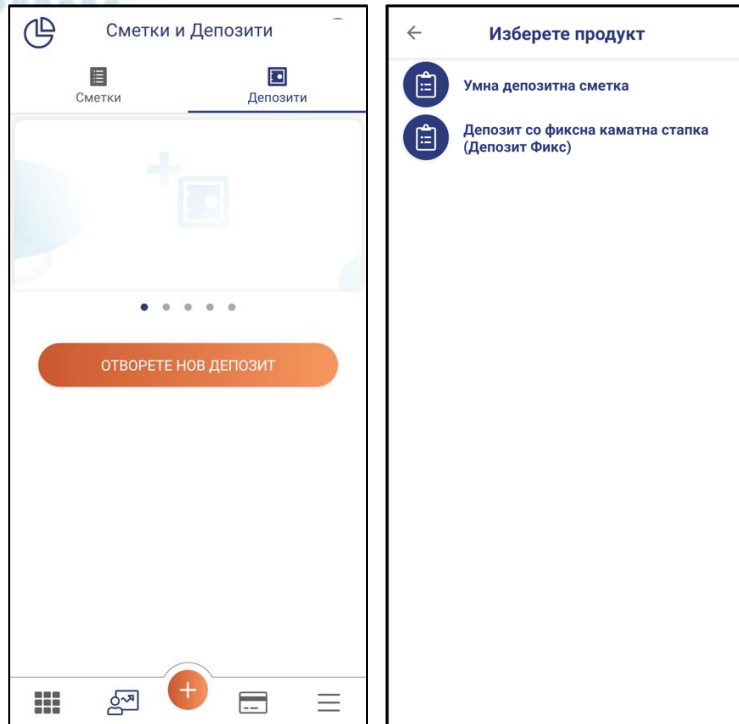 Сметки и Депозити
Сметки
Депозити
ОТВОРЕТЕ НОВ ДЕПОЗИТ
Изберете продукт
Умна депозитна сметка
Депозит со фиксна каматна стапка
(Депозит Фикс)